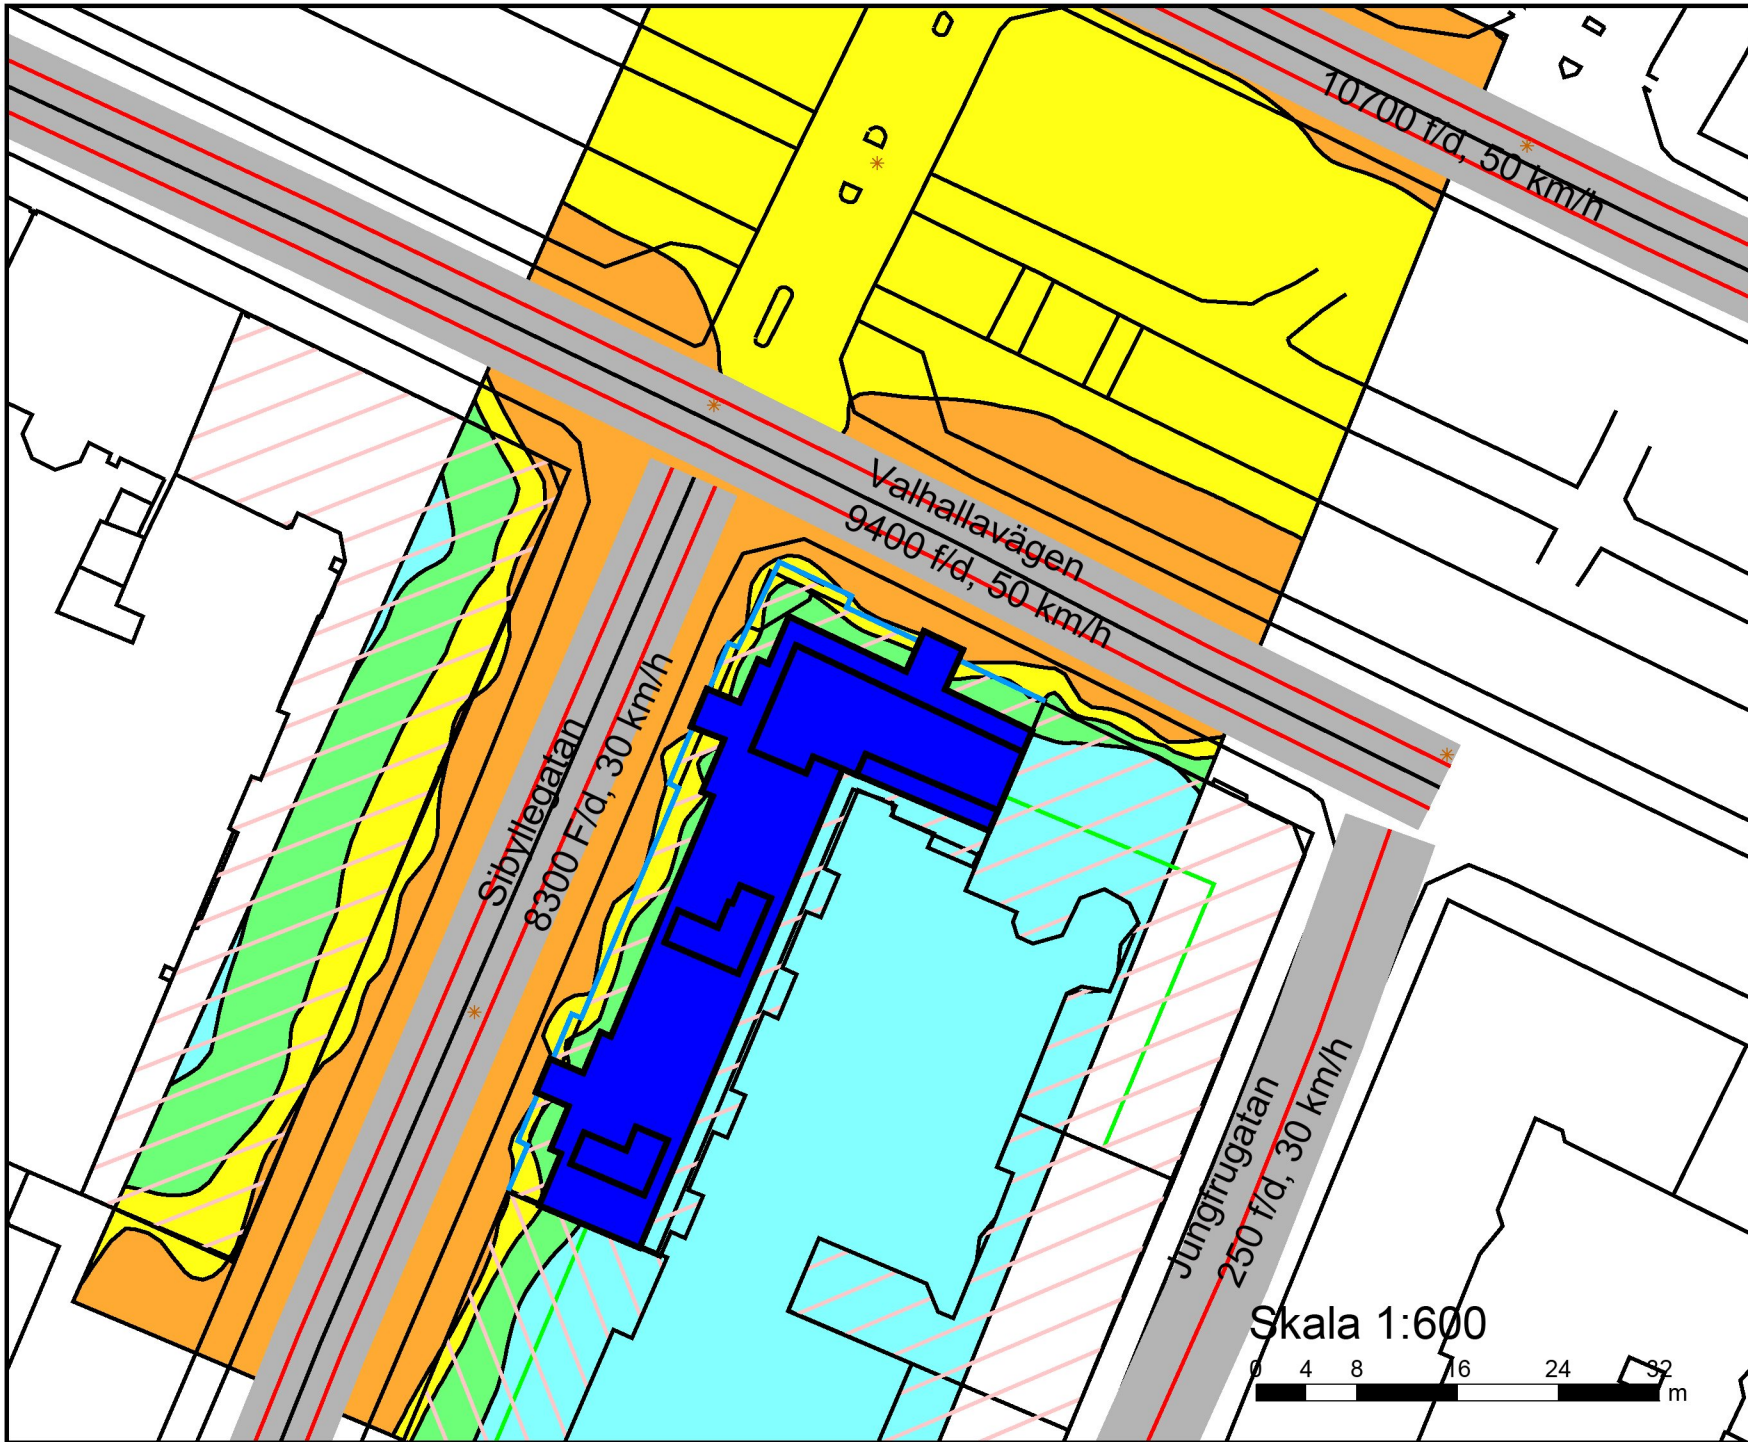 10700 f/d, 50 km/h
Valhallavägen
9400 f/d, 50 km/h
Sibyllegatan
8300 F/d, 30 km/h
Jungfrugatan
250 f/d, 30 km/h
Skala 1:600
0 4 8 16 24 32
m